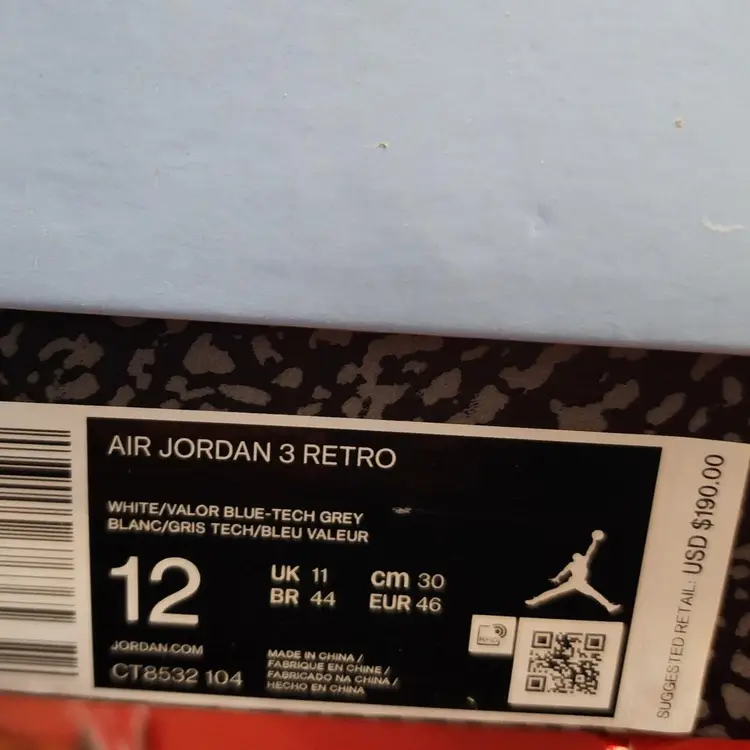 AIR JORDAN 3 RETRO
WHITE/VALOR BLUE-TECH GREY
BLANC/GRIS TECH/BLEU VALEUR
12
UK 11
BR 44
cm 30
EUR 46
JORDAN.COM
CT8532 104
MADE IN CHINA /
FABRIQUE EN CHINE /
FABRICADO NA CHINA /
HECHO EN CHINA
SUGGESTED RETAIL: USD $190.00